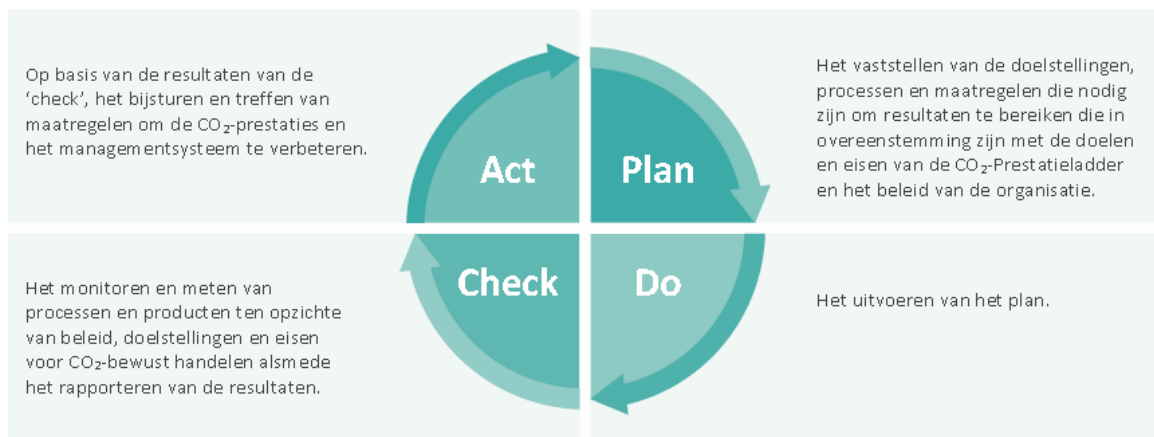 Op basis van de resultaten van de
‘check’, het bijsturen en treffen van
maatregelen om de CO₂-prestaties en
het managementsysteem te verbeteren.
Act
Plan
Het vaststellen van de doelstellingen,
processen en maatregelen die nodig
zijn om resultaten te bereiken die in
overeenstemming zijn met de doelen
en eisen van de CO₂-Prestatieladder
en het beleid van de organisatie.
Het monitoren en meten van
processen en producten ten opzichte
van beleid, doelstellingen en eisen
voor CO₂-bewust handelen alsmede
het rapporteren van de resultaten.
Check
Do
Het uitvoeren van het plan.